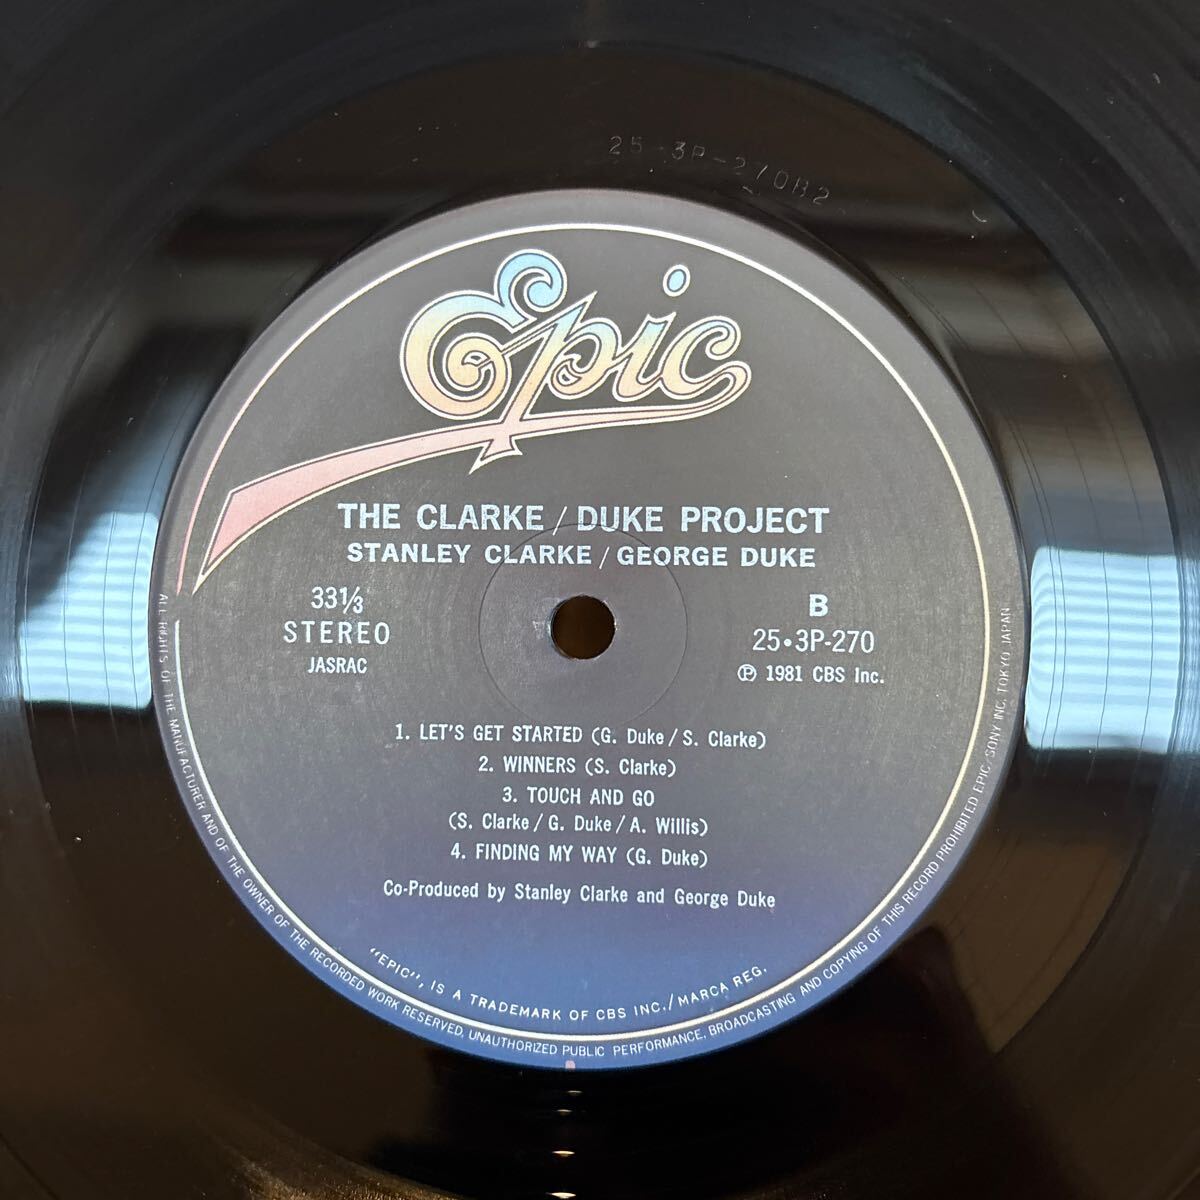 25·3P-270B2
Epic
THE CLARKE / DUKE PROJECT
STANLEY CLARKE / GEORGE DUKE
33⅓
STEREO
JASRAC
B
25•3P-270
Ⓟ 1981 CBS Inc.
1. LET'S GET STARTED (G. Duke / S. Clarke)
2. WINNERS (S. Clarke)
3. TOUCH AND GO
(S. Clarke / G. Duke / A. Willis)
4. FINDING MY WAY (G. Duke)
Co-Produced by Stanley Clarke and George Duke
"EPIC", IS A TRADEMARK OF CBS INC. / MARCA REG.
ALL RIGHTS OF THE MANUFACTURER AND OF THE OWNER OF THE RECORDED WORK RESERVED. UNAUTHORIZED PUBLIC PERFORMANCE. BROADCASTING AND COPYING OF THIS RECORD PROHIBITED EPIC/SONY INC. TOKYO JAPAN